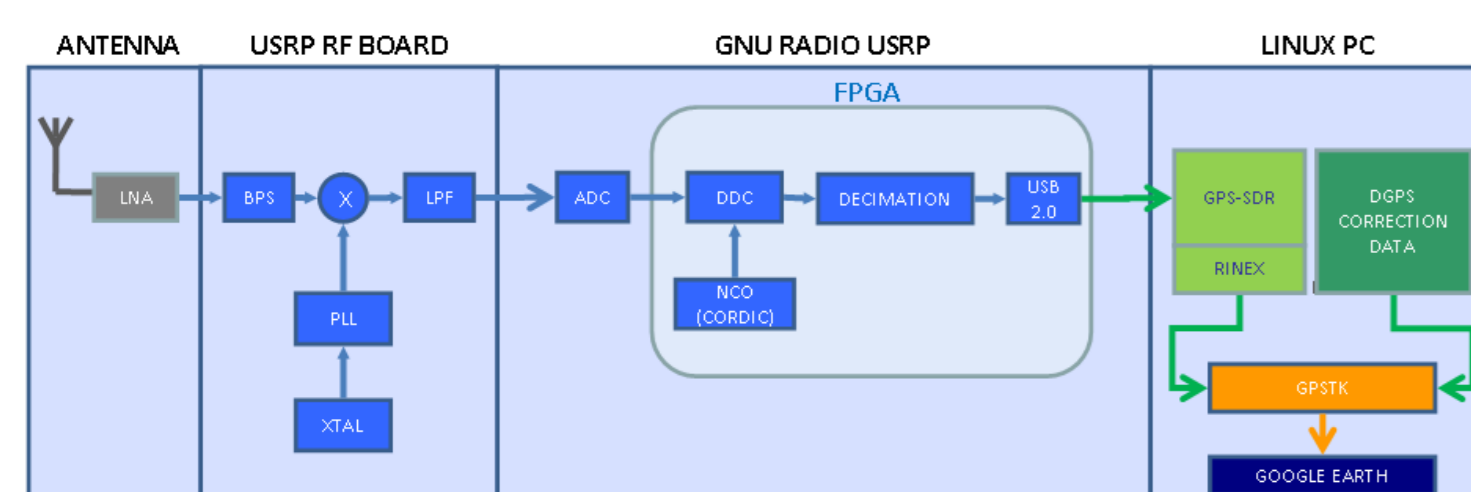 ANTENNA
USRP RF BOARD
GNU RADIO USRP
LINUX PC
FPGA
LNA
BPS
X
LPF
ADC
DDC
DECIMATION
USB
2.0
NCO
(CORDIC)
PLL
XTAL
GPS-SDR
RINEX
DGPS
CORRECTION
DATA
GPSTK
GOOGLE EARTH